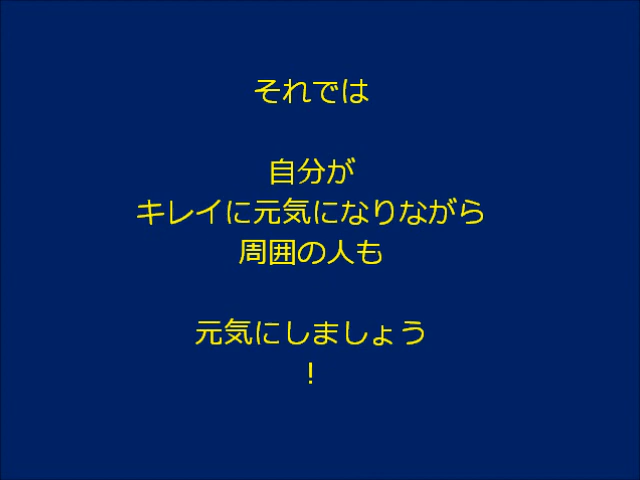 それでは
自分が
キレイに元気になりながら
周囲の人も
元気にしましょう
！